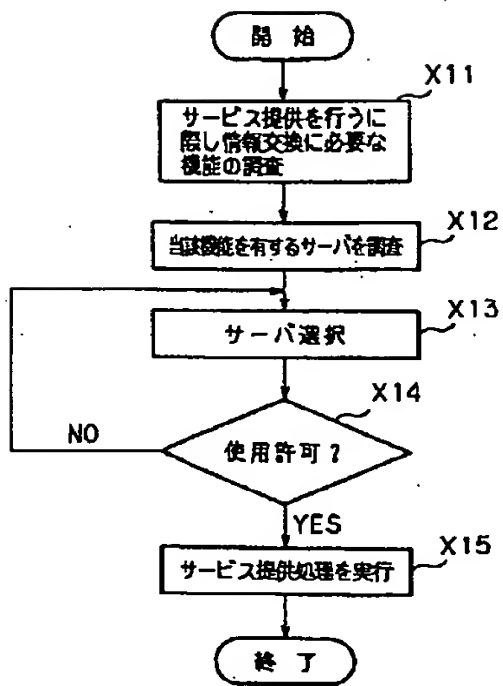 開始
X11
サービス提供を行うに
際し情報交換に必要な
機能の調査
X12
当該機能を有するサーバを調査
X13
サーバ選択
X14
使用許可?
NO
YES
X15
サービス提供処理を実行
終了